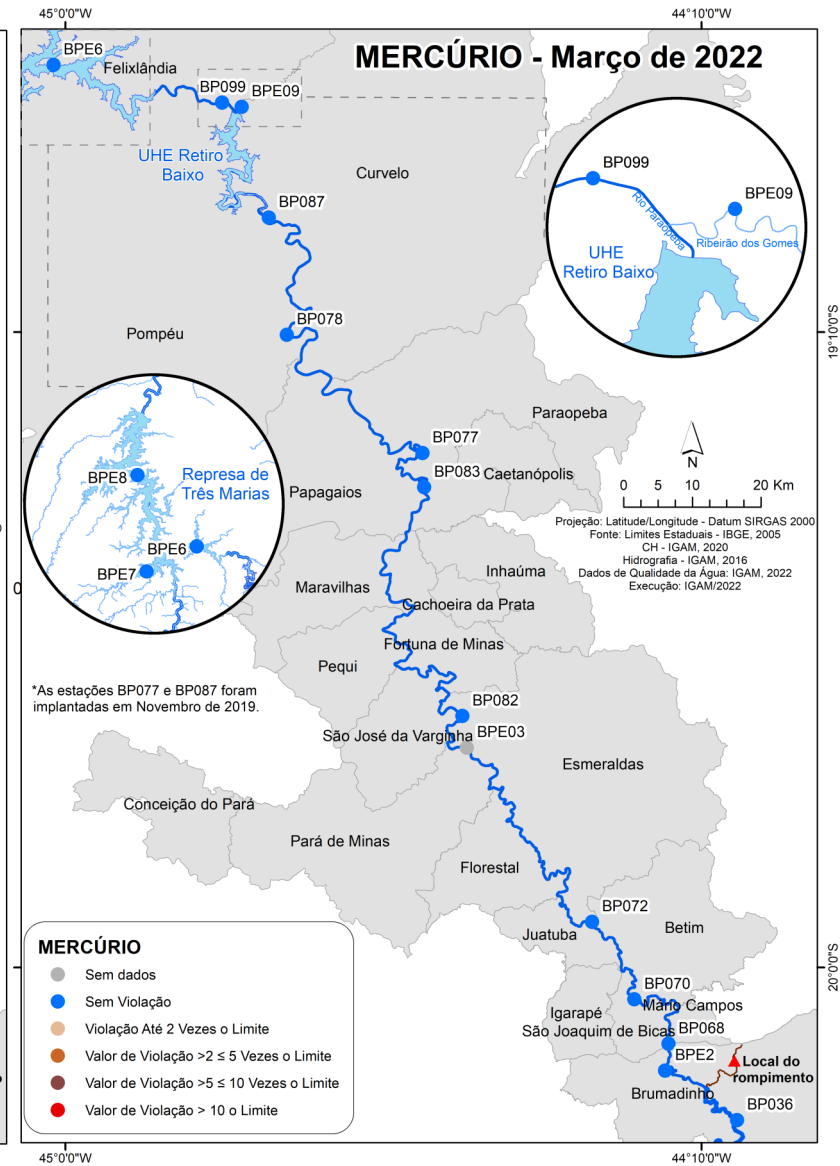 45°0'0"W
44°10'0"W
MERCÚRIO - Março de 2022
BPE6
Felixlândia
BP099
BPE09
UHE Retiro
Baixo
Curvelo
BP087
BP099
BPE09
Rio Paraopeba
Ribeirão dos Gomes
UHE
Retiro Baixo
BP078
Pompéu
19°10'0"S
Paraopeba
BP077
Caetanópolis
BP083
Papagaios
N
0 5 10 20 Km
Projeção: Latitude/Longitude - Datum SIRGAS 2000
Fonte: Limites Estaduais - IBGE, 2005
CH - IGAM, 2020
Hidrografia - IGAM, 2016
Dados de Qualidade da Água: IGAM, 2022
Execução: IGAM/2022
BPE8
Represa de
Três Marias
BPE6
BPE7
Inhaúma
Maravilhas
Cachoeira da Prata
Fortuna de Minas
Pequi
*As estações BP077 e BP087 foram
implantadas em Novembro de 2019.
BP082
São José da Varginha
BPE03
Esmeraldas
Conceição do Pará
Pará de Minas
Florestal
BP072
Juatuba
Betim
20°0'0"S
BP070
Mário Campos
Igarapé
São Joaquim de Bicas
BP068
BPE2
Local do
rompimento
Brumadinho
BP036
MERCÚRIO
Sem dados
Sem Violação
Violação Até 2 Vezes o Limite
Valor de Violação >2 ≤ 5 Vezes o Limite
Valor de Violação >5 ≤ 10 Vezes o Limite
Valor de Violação > 10 o Limite
45°0'0"W
44°10'0"W